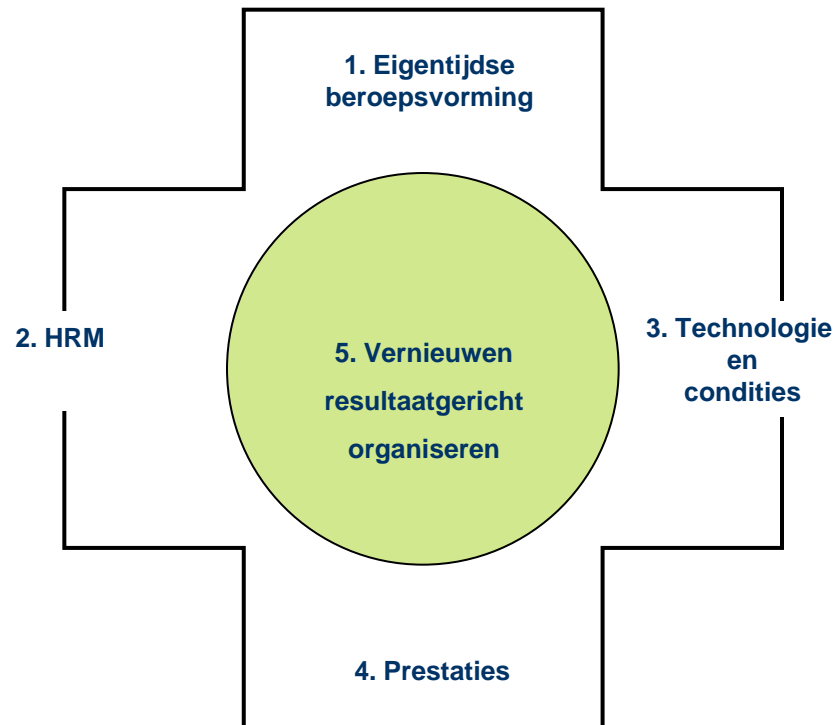 1. Eigentijdse
beroepsvorming
2. HRM
3. Technologie
en
condities
5. Vernieuwen
resultaatgericht
organiseren
4. Prestaties